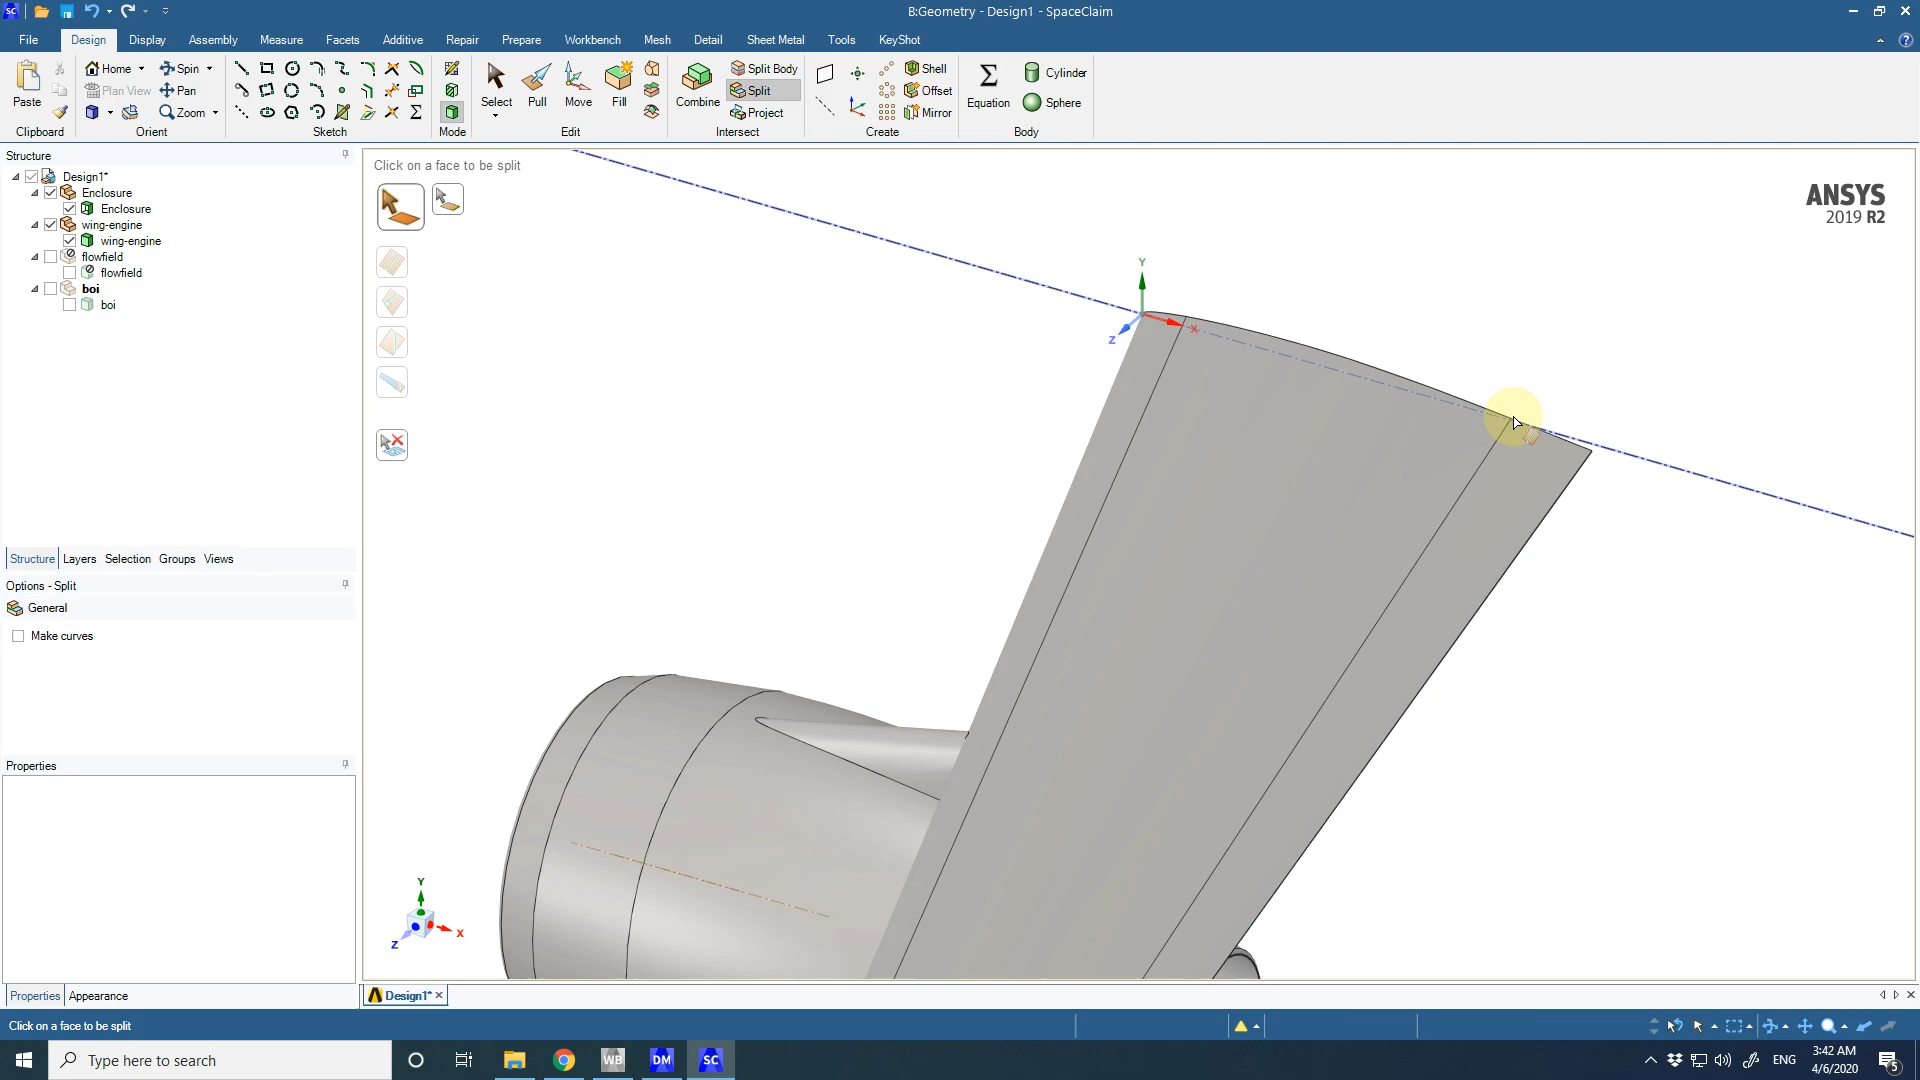 B:Geometry - Design1 - SpaceClaim
File Design Display Assembly Measure Facets Additive Repair Prepare Workbench Mesh Detail Sheet Metal Tools KeyShot
Paste
Clipboard
Home Spin
Plan View Pan
Zoom
Orient
Sketch
Mode
Select Pull Move Fill
Edit
Combine
Split Body
Split
Project
Intersect
Shell
Offset
Mirror
Create
Equation
Cylinder
Sphere
Body
Structure
Design1*
Enclosure
Enclosure
wing-engine
wing-engine
flowfield
flowfield
boi
boi
Structure Layers Selection Groups Views
Options - Split
General
Make curves
Properties
Properties Appearance
Click on a face to be split
ANSYS
2019 R2
Y
X
Z
Y
X
Z
Design1*
Click on a face to be split
Type here to search
WB DM SC
ENG
3:42 AM
4/6/2020
5